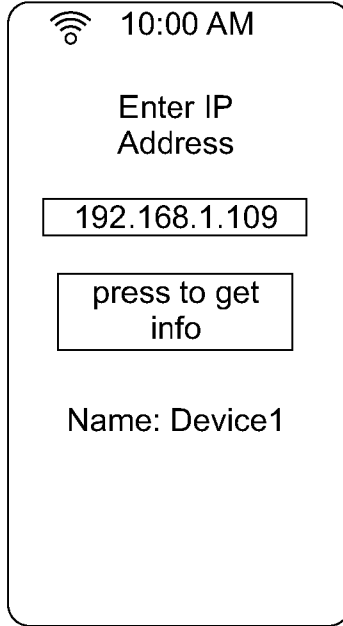 10:00 AM
Enter IP
Address
192.168.1.109
press to get
info
Name: Device1